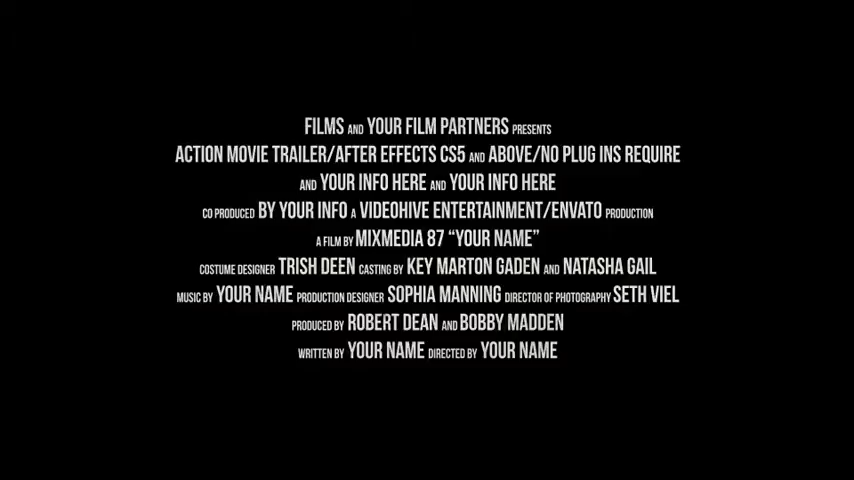 FILMS AND YOUR FILM PARTNERS PRESENTS
ACTION MOVIE TRAILER/AFTER EFFECTS CS5 AND ABOVE/NO PLUG INS REQUIRE
AND YOUR INFO HERE AND YOUR INFO HERE
CO PRODUCED BY YOUR INFO A VIDEOHIVE ENTERTAINMENT/ENVATO PRODUCTION
A FILM BY MIXMEDIA 87 “YOUR NAME”
COSTUME DESIGNER TRISH DEEN CASTING BY KEY MARTON GADEN AND NATASHA GAIL
MUSIC BY YOUR NAME PRODUCTION DESIGNER SOPHIA MANNING DIRECTOR OF PHOTOGRAPHY SETH VIEL
PRODUCED BY ROBERT DEAN AND BOBBY MADDEN
WRITTEN BY YOUR NAME DIRECTED BY YOUR NAME